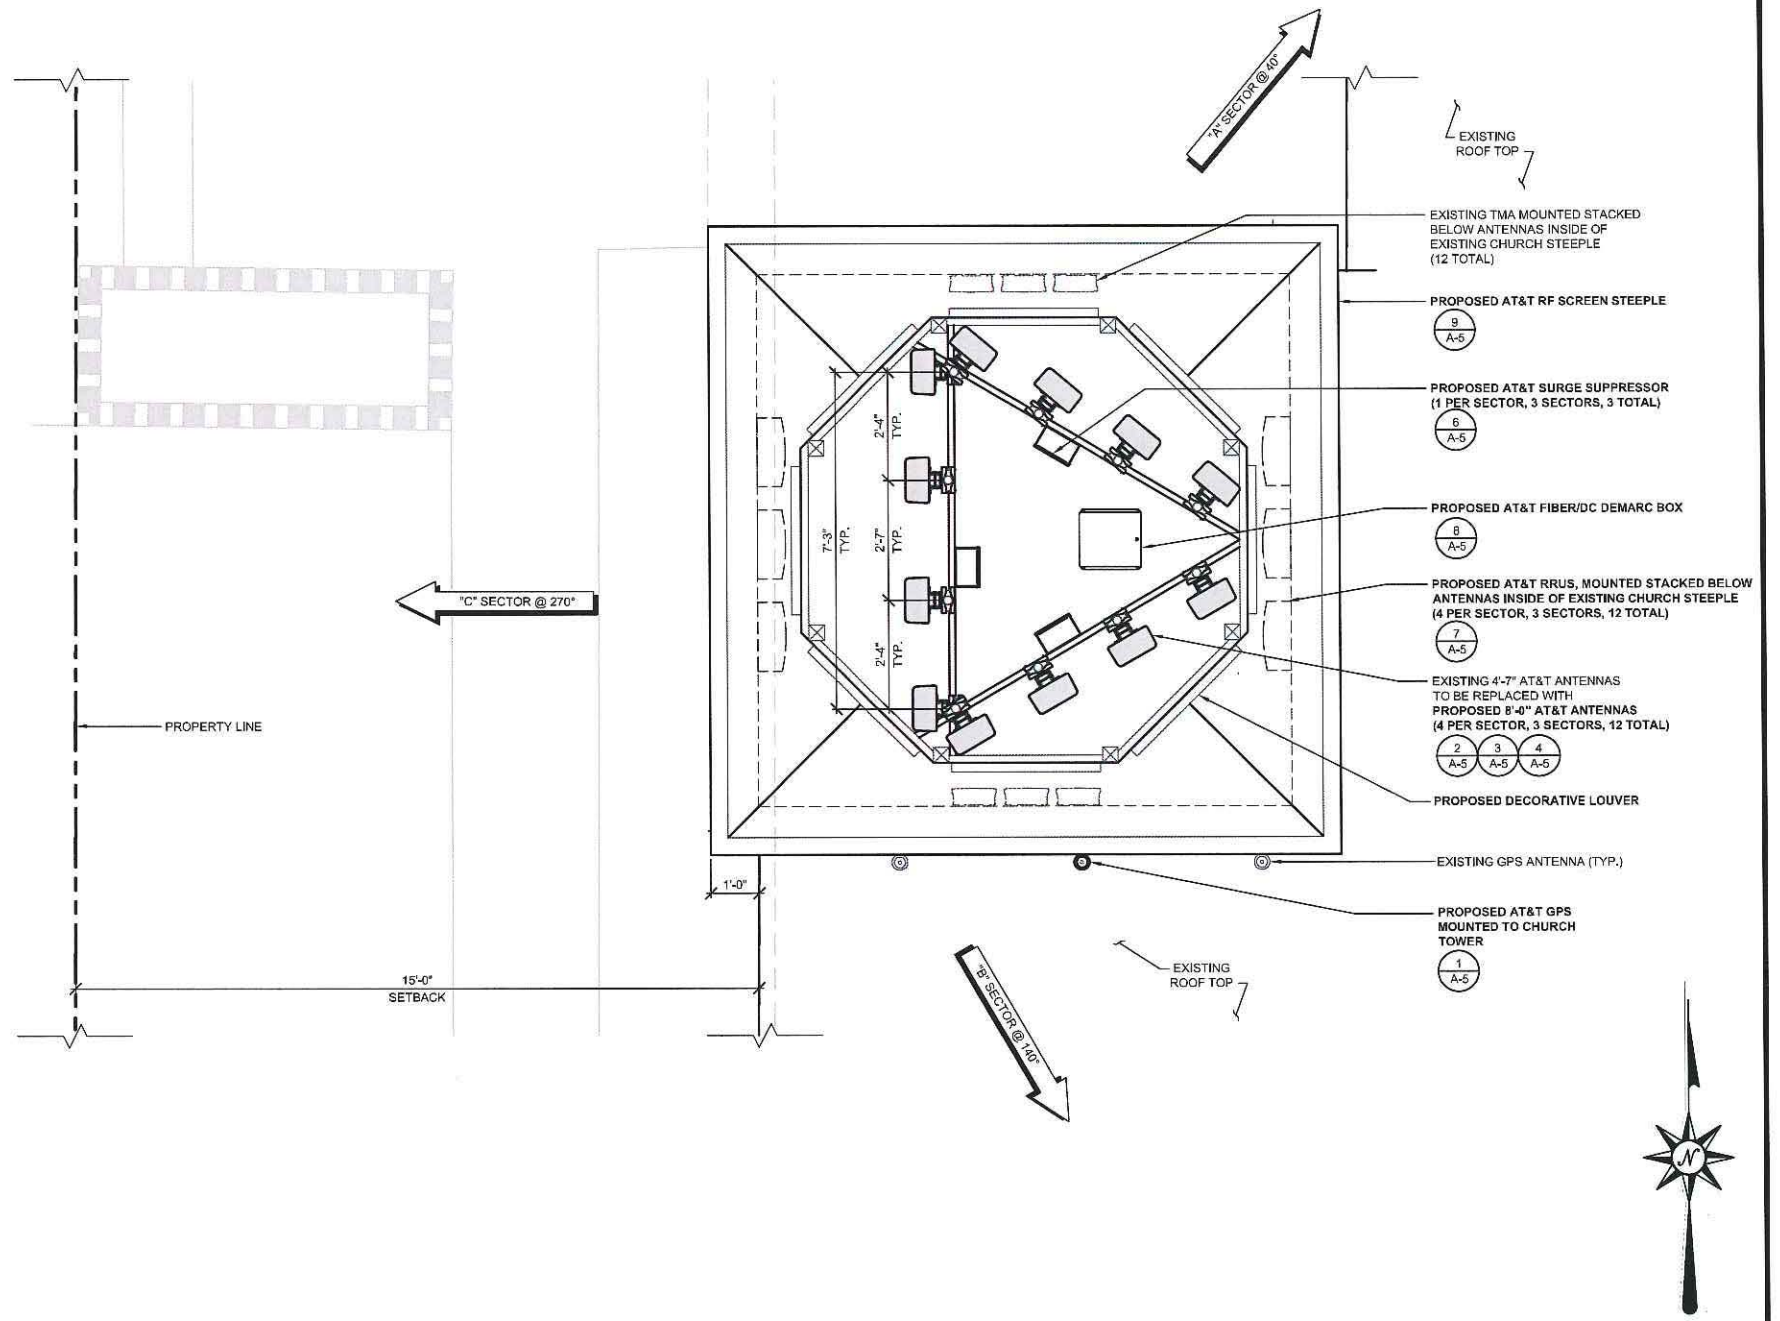 "A" SECTOR @ 40°
EXISTING
ROOF TOP
EXISTING TMA MOUNTED STACKED
BELOW ANTENNAS INSIDE OF
EXISTING CHURCH STEEPLE
(12 TOTAL)
PROPOSED AT&T RF SCREEN STEEPLE
9
A-5
PROPOSED AT&T SURGE SUPPRESSOR
(1 PER SECTOR, 3 SECTORS, 3 TOTAL)
6
A-5
PROPOSED AT&T FIBER/DC DEMARC BOX
8
A-5
PROPOSED AT&T RRUS, MOUNTED STACKED BELOW
ANTENNAS INSIDE OF EXISTING CHURCH STEEPLE
(4 PER SECTOR, 3 SECTORS, 12 TOTAL)
7
A-5
EXISTING 4'-7" AT&T ANTENNAS
TO BE REPLACED WITH
PROPOSED 8'-0" AT&T ANTENNAS
(4 PER SECTOR, 3 SECTORS, 12 TOTAL)
2
A-5
3
A-5
4
A-5
PROPOSED DECORATIVE LOUVER
EXISTING GPS ANTENNA (TYP.)
PROPOSED AT&T GPS
MOUNTED TO CHURCH
TOWER
1
A-5
2'-4"
TYP.
7'-3"
TYP.
2'-7"
TYP.
2'-4"
TYP.
"C" SECTOR @ 270°
PROPERTY LINE
1'-0"
15'-0"
SETBACK
"B" SECTOR @ 140°
EXISTING
ROOF TOP
N